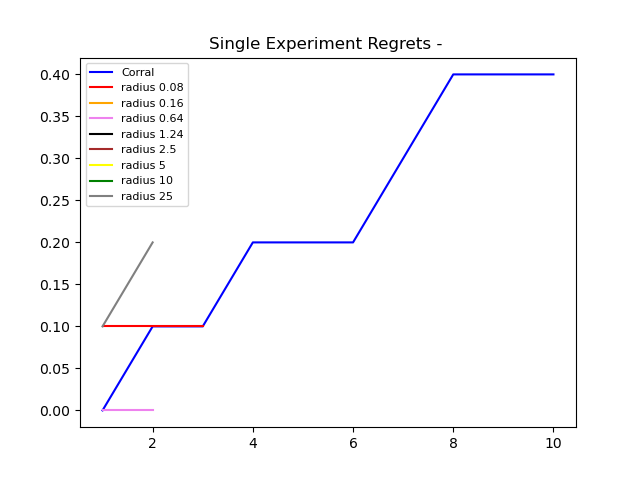 Single Experiment Regrets -
Corral
radius 0.08
radius 0.16
radius 0.64
radius 1.24
radius 2.5
radius 5
radius 10
radius 25
0.40
0.35
0.30
0.25
0.20
0.15
0.10
0.05
0.00
2 4 6 8 10